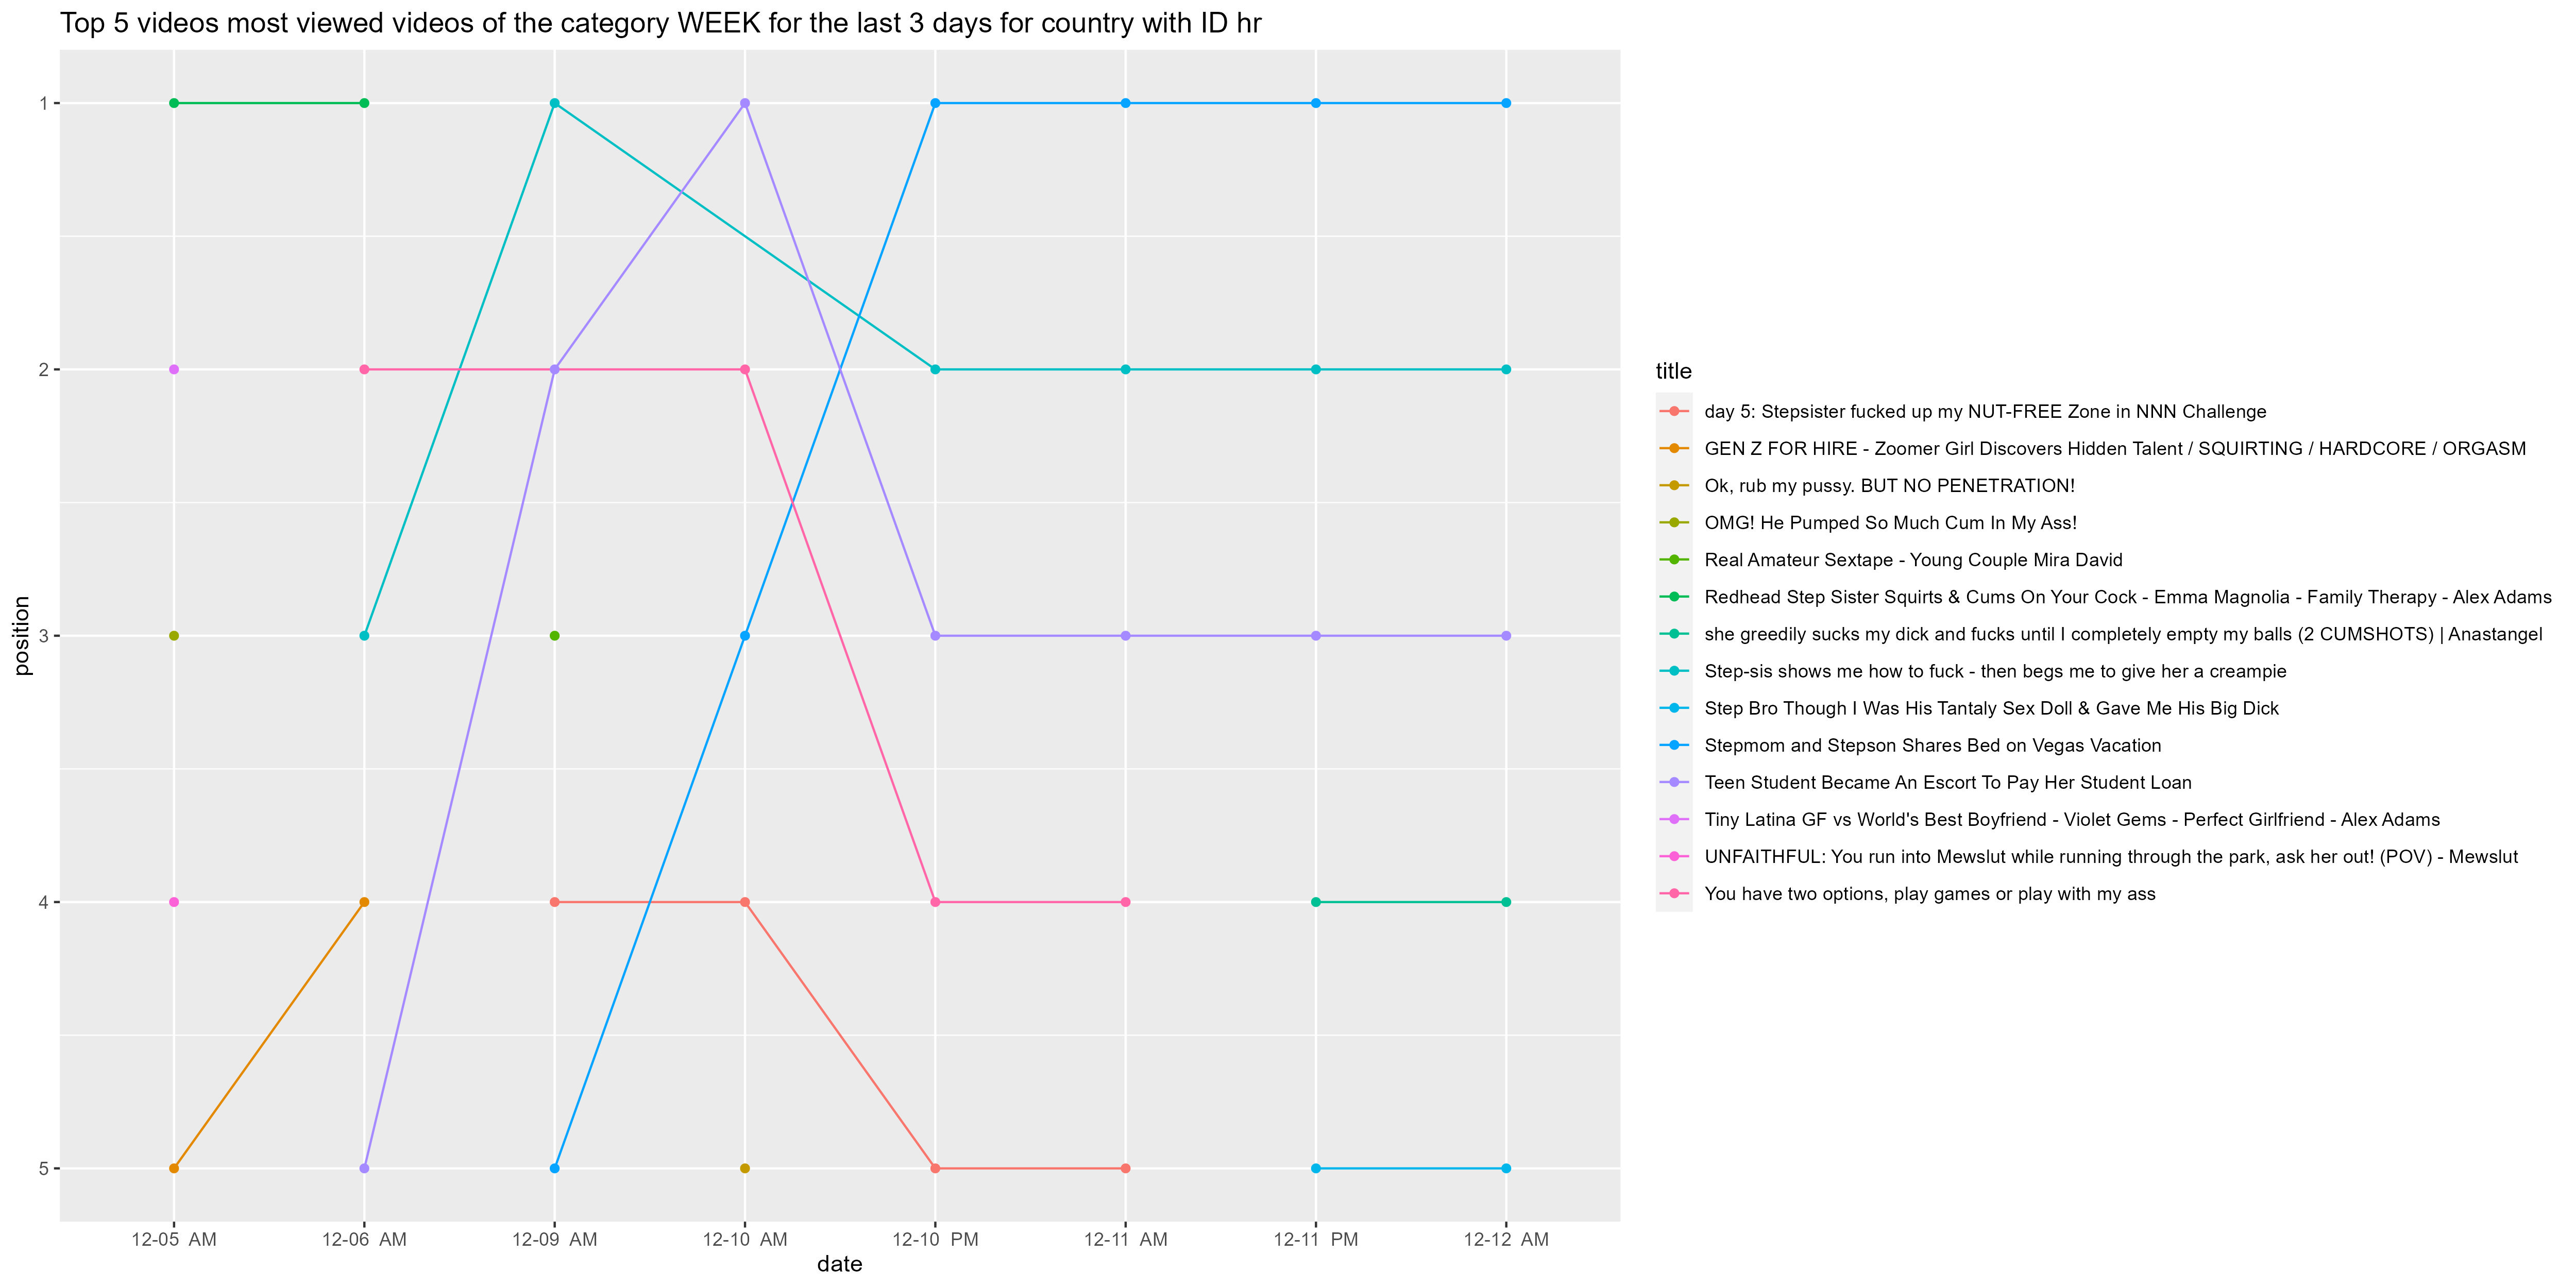 Top 5 videos most viewed videos of the category WEEK for the last 3 days for country with ID hr
1
2
3
4
5
position
12-05 AM
12-06 AM
12-09 AM
12-10 AM
12-10 PM
12-11 AM
12-11 PM
12-12 AM
date
title
day 5: Stepsister fucked up my NUT-FREE Zone in NNN Challenge
GEN Z FOR HIRE - Zoomer Girl Discovers Hidden Talent / SQUIRTING / HARDCORE / ORGASM
Ok, rub my pussy. BUT NO PENETRATION!
OMG! He Pumped So Much Cum In My Ass!
Real Amateur Sextape - Young Couple Mira David
Redhead Step Sister Squirts & Cums On Your Cock - Emma Magnolia - Family Therapy - Alex Adams
she greedily sucks my dick and fucks until I completely empty my balls (2 CUMSHOTS) | Anastangel
Step-sis shows me how to fuck - then begs me to give her a creampie
Step Bro Though I Was His Tantaly Sex Doll & Gave Me His Big Dick
Stepmom and Stepson Shares Bed on Vegas Vacation
Teen Student Became An Escort To Pay Her Student Loan
Tiny Latina GF vs World's Best Boyfriend - Violet Gems - Perfect Girlfriend - Alex Adams
UNFAITHFUL: You run into Mewslut while running through the park, ask her out! (POV) - Mewslut
You have two options, play games or play with my ass